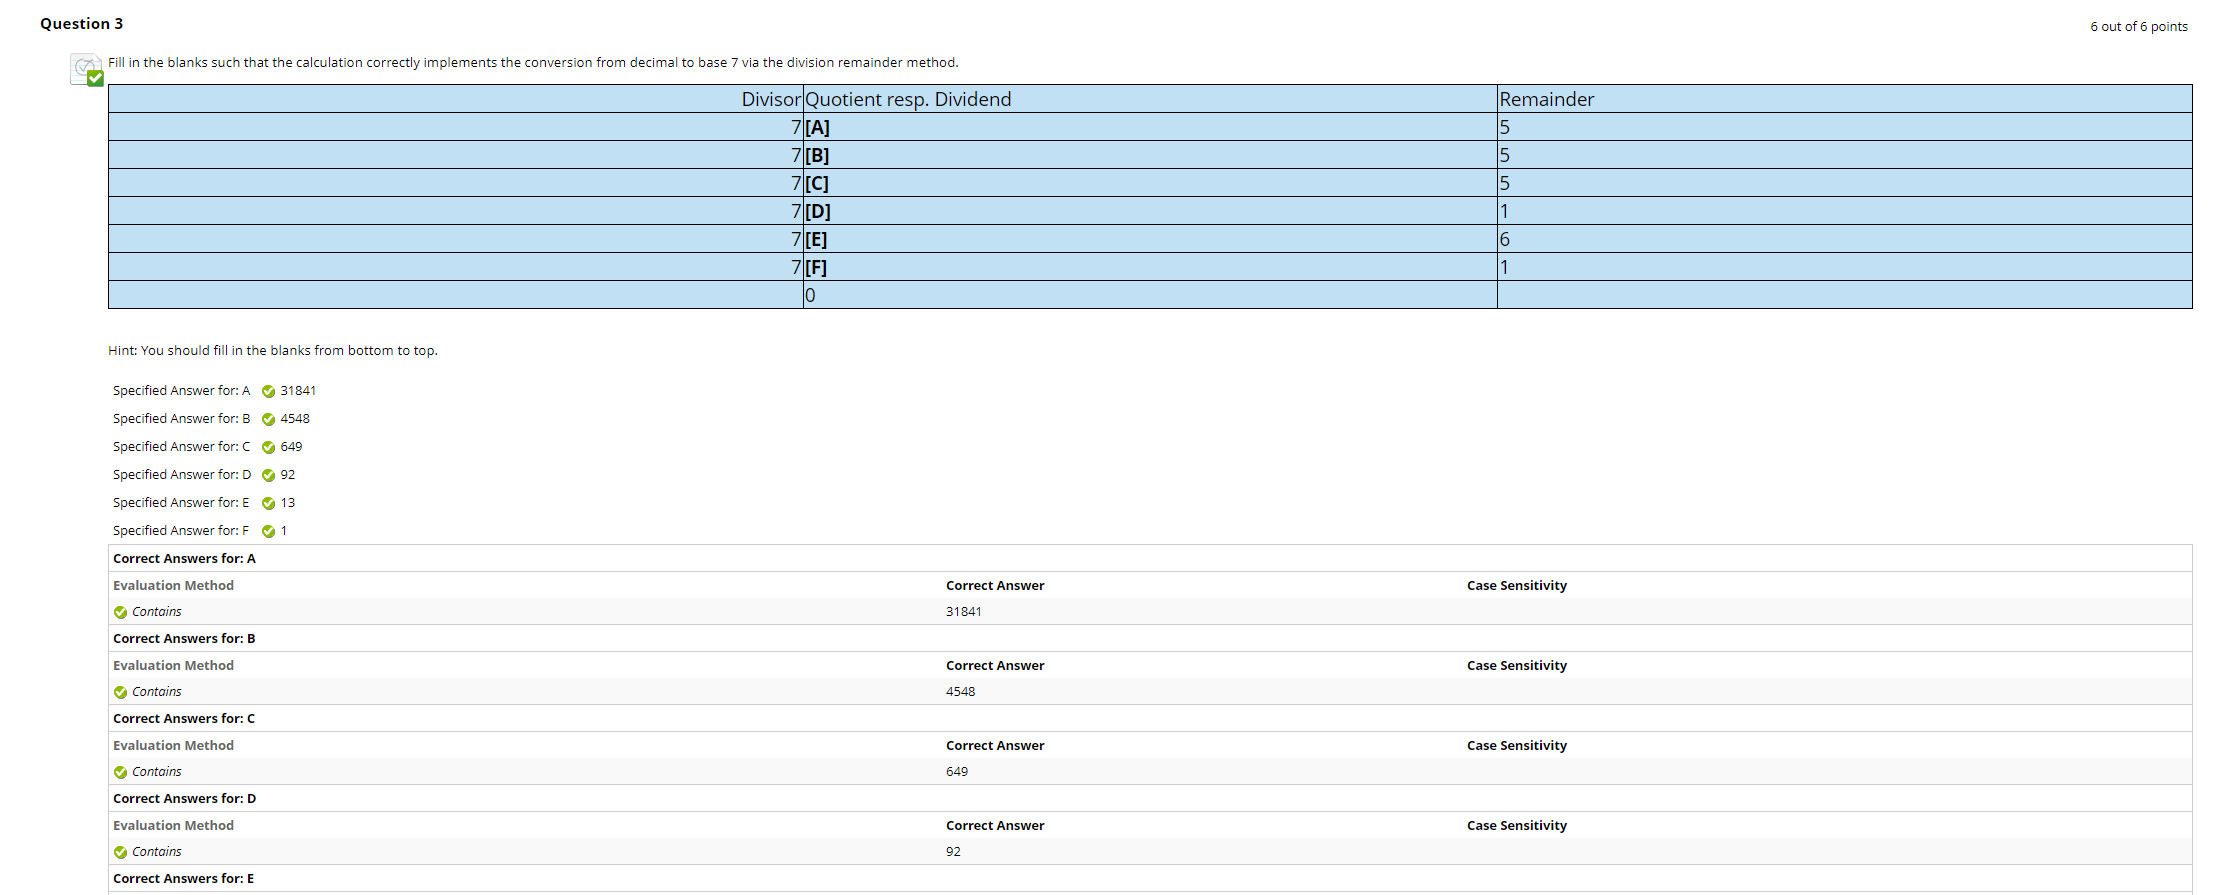 Question 3
6 out of 6 points
Fill in the blanks such that the calculation correctly implements the conversion from decimal to base 7 via the division remainder method.
Divisor Quotient resp. Dividend Remainder
7 [A] 5
7 [B] 5
7 [C] 5
7 [D] 1
7 [E] 6
7 [F] 1
0
Hint: You should fill in the blanks from bottom to top.
Specified Answer for: A 31841
Specified Answer for: B 4548
Specified Answer for: C 649
Specified Answer for: D 92
Specified Answer for: E 13
Specified Answer for: F 1
Correct Answers for: A
Evaluation Method Correct Answer Case Sensitivity
Contains 31841
Correct Answers for: B
Evaluation Method Correct Answer Case Sensitivity
Contains 4548
Correct Answers for: C
Evaluation Method Correct Answer Case Sensitivity
Contains 649
Correct Answers for: D
Evaluation Method Correct Answer Case Sensitivity
Contains 92
Correct Answers for: E